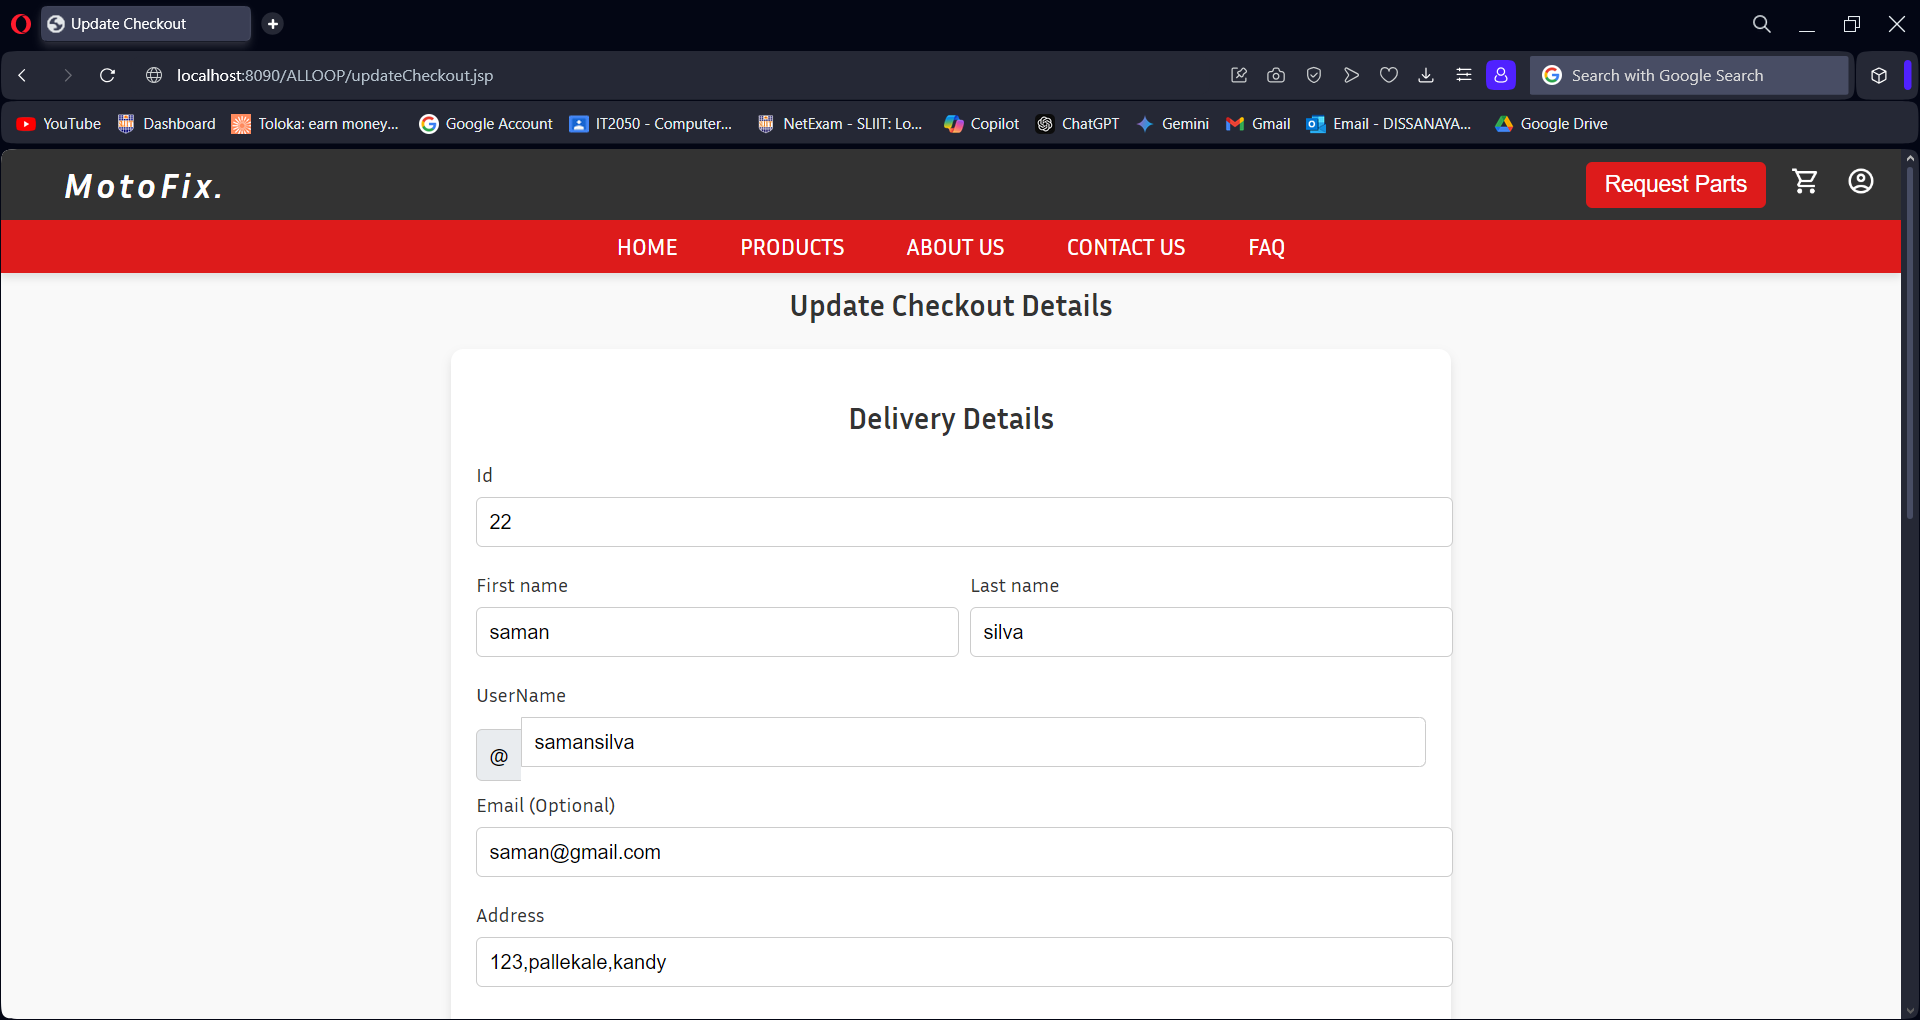 Update Checkout
localhost:8090/ALLOOP/updateCheckout.jsp
Search with Google Search
YouTube Dashboard Toloka: earn money... Google Account IT2050 - Computer... NetExam - SLIIT: Lo... Copilot ChatGPT Gemini Gmail Email - DISSANAYA... Google Drive
MotoFix.
Request Parts
HOME PRODUCTS ABOUT US CONTACT US FAQ
Update Checkout Details
Delivery Details
Id
22
First name Last name
saman silva
UserName
@ samansilva
Email (Optional)
saman@gmail.com
Address
123,pallekale,kandy